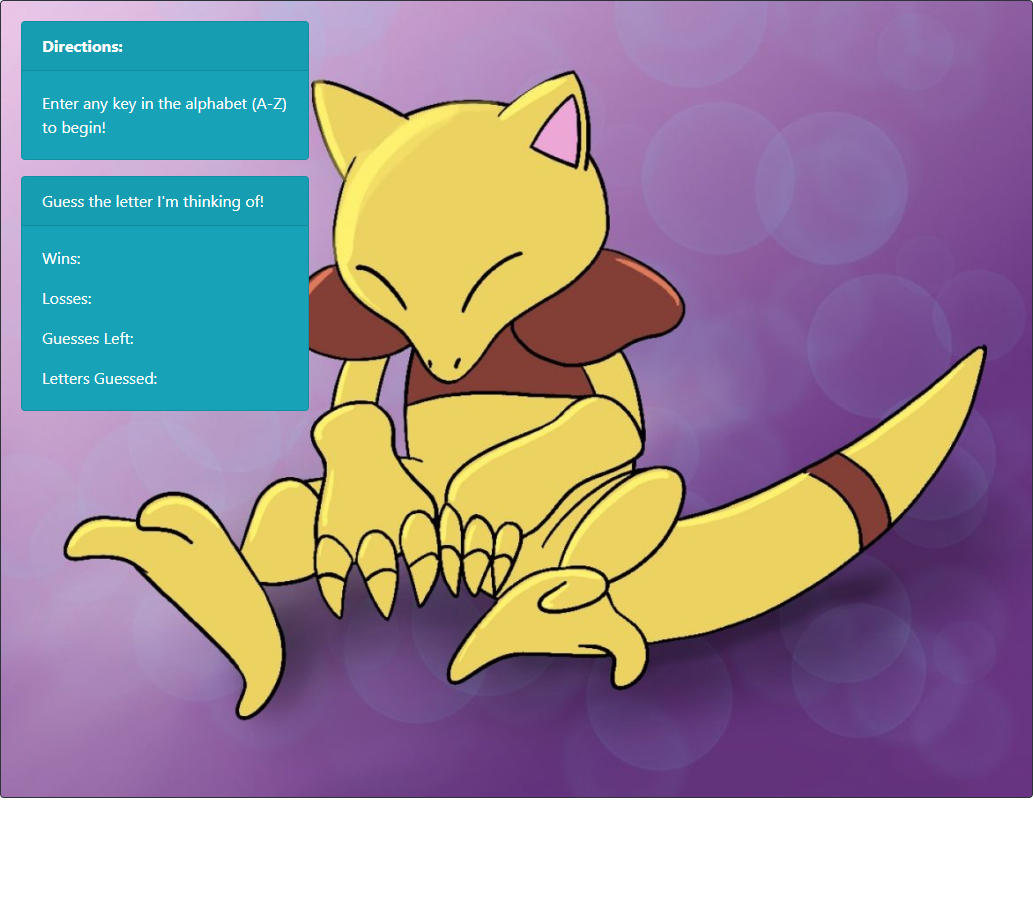 Directions:
Enter any key in the alphabet (A-Z)
to begin!
Guess the letter I'm thinking of!
Wins:
Losses:
Guesses Left:
Letters Guessed: